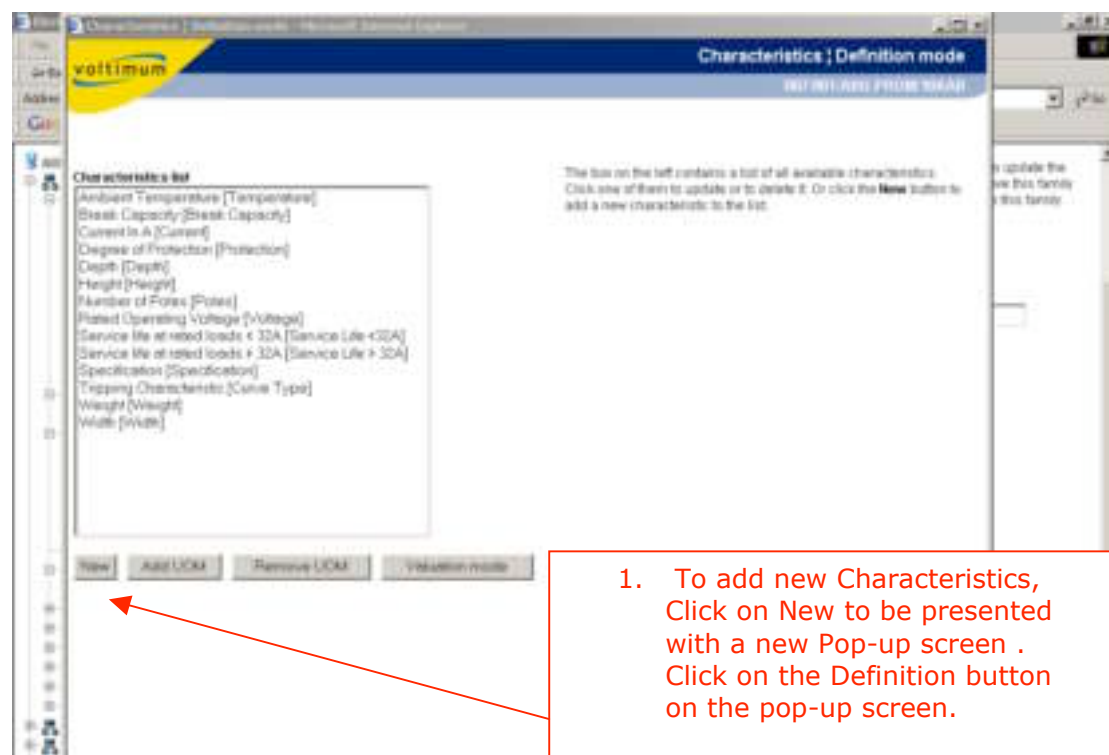 voltimum
Characteristics ¦ Definition mode
Characteristics list
The box on the left contains a list of all available characteristics.
Click one of them to update or to delete it. Or click the New button to
add a new characteristic to the list.
Ambient Temperature [Temperature]
Break Capacity [Break Capacity]
Current In A [Current]
Degree of Protection [Protection]
Depth [Depth]
Height [Height]
Number of Poles [Poles]
Rated Operating Voltage [Voltage]
Service life at rated loads < 32A [Service Life <32A]
Service life at rated loads > 32A [Service Life > 32A]
Specification [Specification]
Tripping Characteristic [Curve Type]
Weight [Weight]
Width [Width]
New Add UOM Remove UOM Valuation mode
update the
this family
this family
1. To add new Characteristics,
Click on New to be presented
with a new Pop-up screen .
Click on the Definition button
on the pop-up screen.